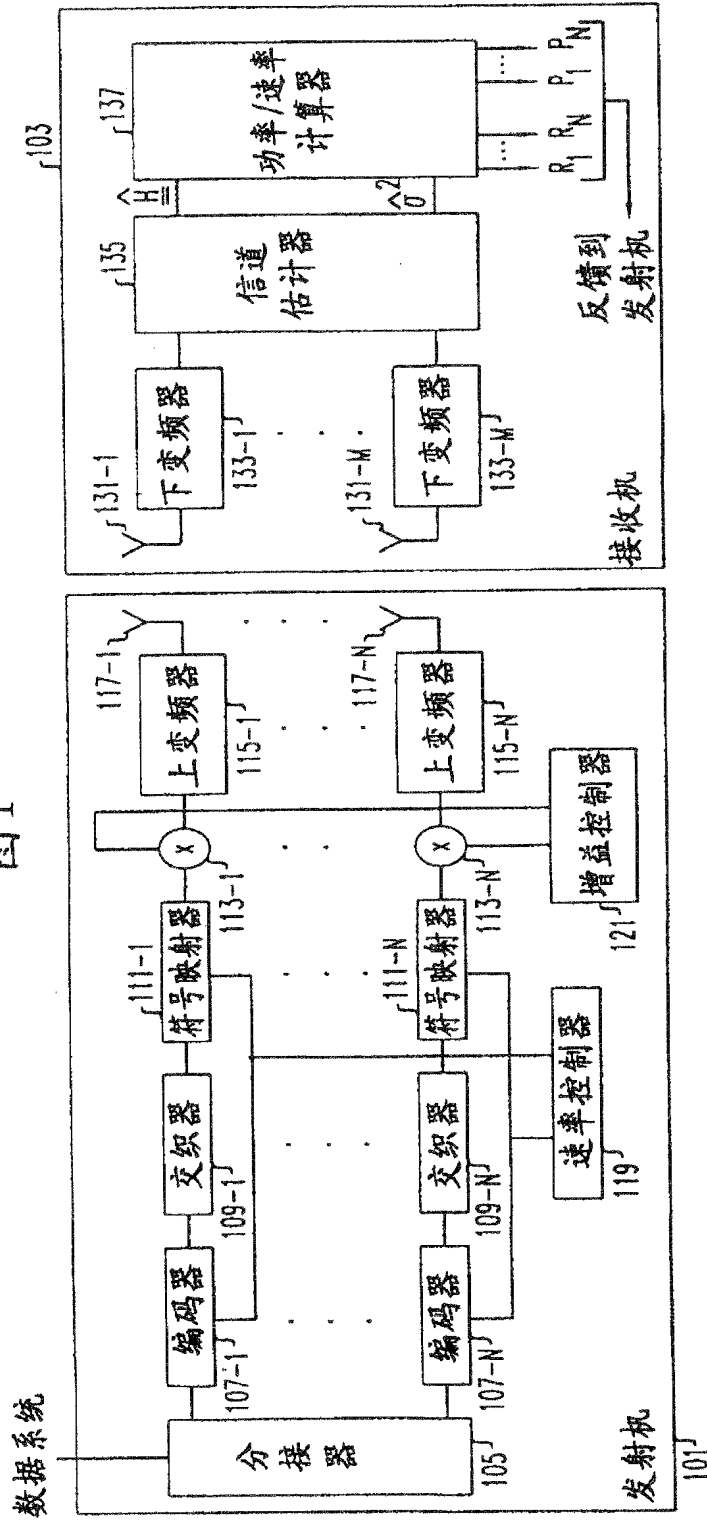 图1
数据系统
分接器
105
编码器
107-1
交织器
109-1
111-1
符号映射器
X
113-1
上变频器
115-1
117-1
编码器
107-N
交织器
109-N
111-N
符号映射器
X
113-N
上变频器
115-N
117-N
速率控制器
119
增益控制器
121
发射机
101
103
131-1
下变频器
133-1
131-M
下变频器
133-M
135
信道
估计器
Ĥ
σ̂²
137
功率/速率
计算器
R₁ ... R_N P₁ ... P_N
反馈到
发射机
接收机